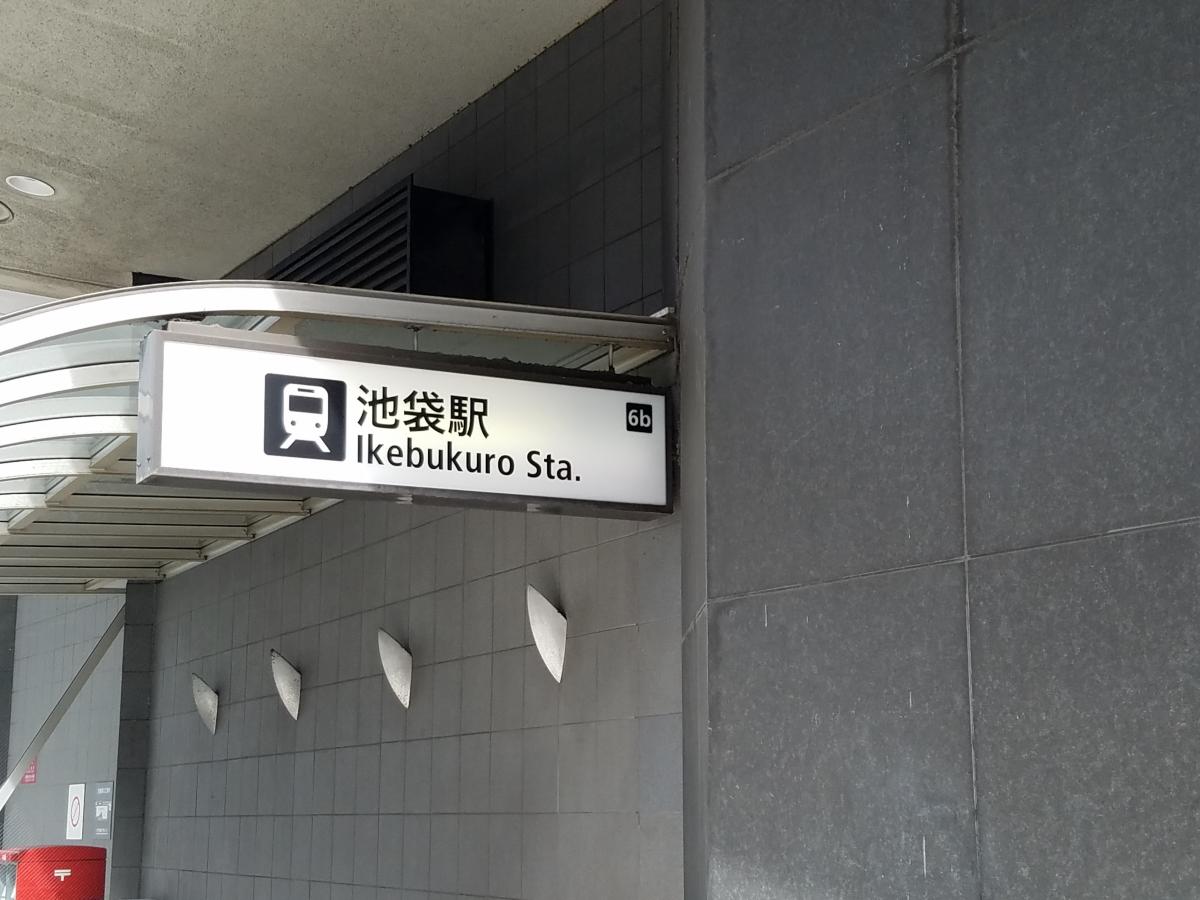 池袋駅
Ikebukuro Sta.
6b